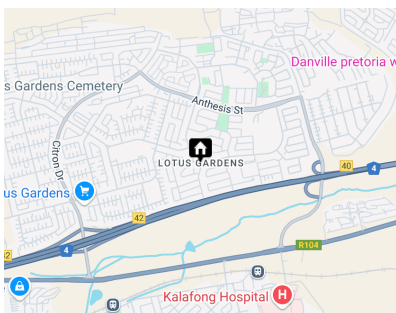 Danville pretoria w
s Gardens Cemetery
Anthesis St
Citron Dr
LOTUS GARDENS
40
4
us Gardens
42
4
52
R104
Kalafong Hospital
H